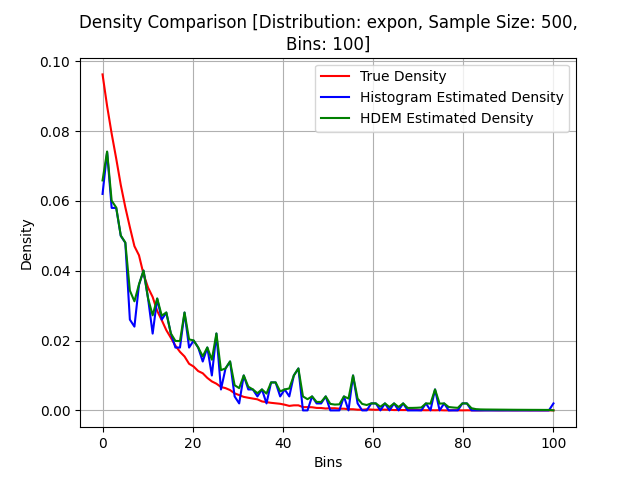 Density Comparison [Distribution: expon, Sample Size: 500,
Bins: 100]
0.10
0.08
0.06
0.04
0.02
0.00
Density
True Density
Histogram Estimated Density
HDEM Estimated Density
0 20 40 60 80 100
Bins